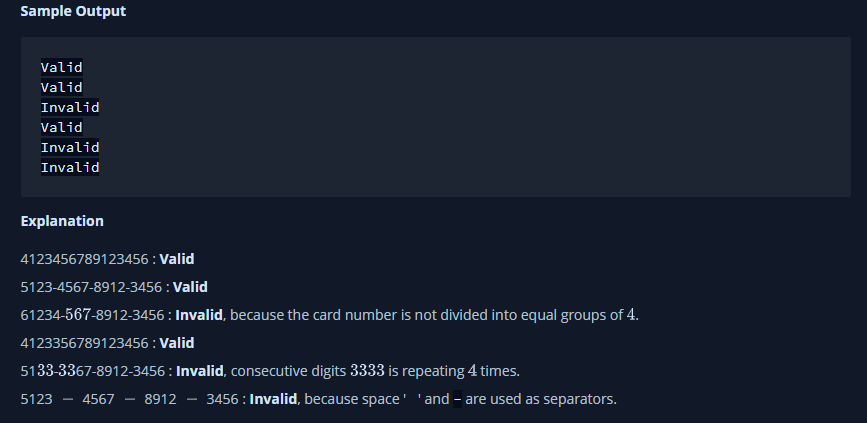 Sample Output
Valid
Valid
Invalid
Valid
Invalid
Invalid
Explanation
4123456789123456 : Valid
5123-4567-8912-3456 : Valid
61234-567-8912-3456 : Invalid, because the card number is not divided into equal groups of 4.
4123356789123456 : Valid
5133-3367-8912-3456 : Invalid, consecutive digits 3333 is repeating 4 times.
5123 − 4567 − 8912 − 3456 : Invalid, because space ' ' and - are used as separators.